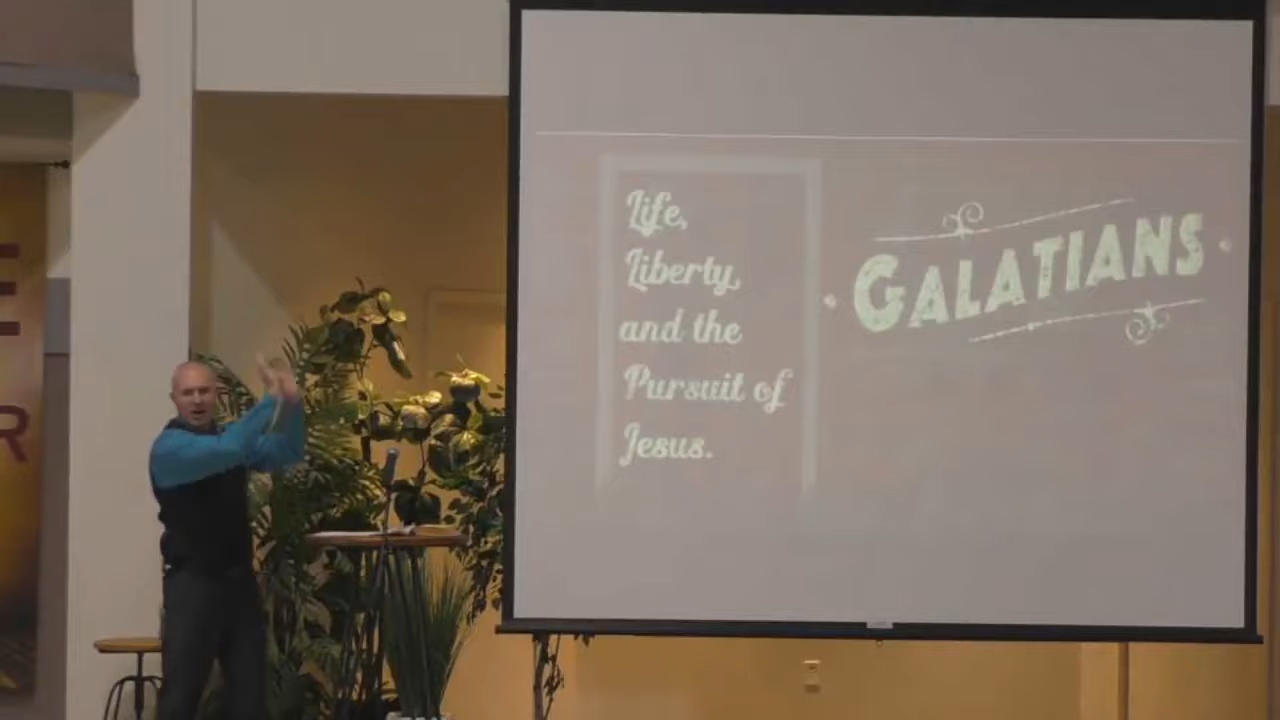 Life,
Liberty,
and the
Pursuit of
Jesus.
GALATIANS
E
R